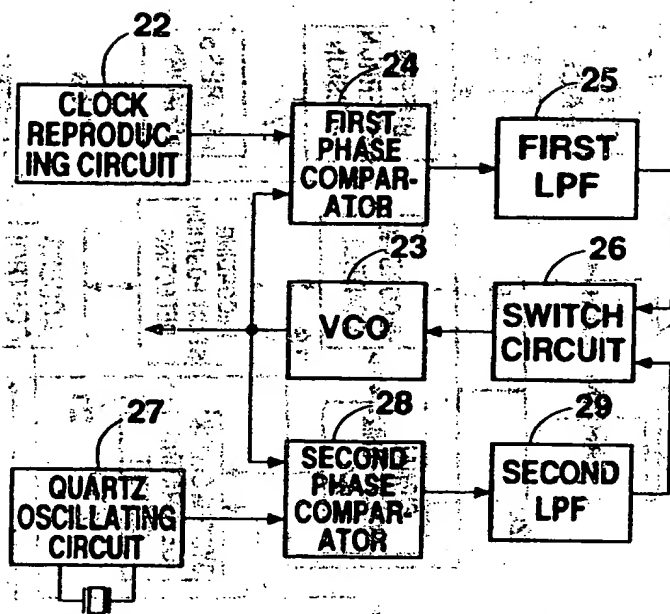 22
CLOCK
REPRODUC-
ING CIRCUIT
24
FIRST
PHASE
COMPAR-
ATOR
25
FIRST
LPF
23
VCO
26
SWITCH
CIRCUIT
27
QUARTZ
OSCILLATING
CIRCUIT
28
SECOND
PHASE
COMPAR-
ATOR
29
SECOND
LPF